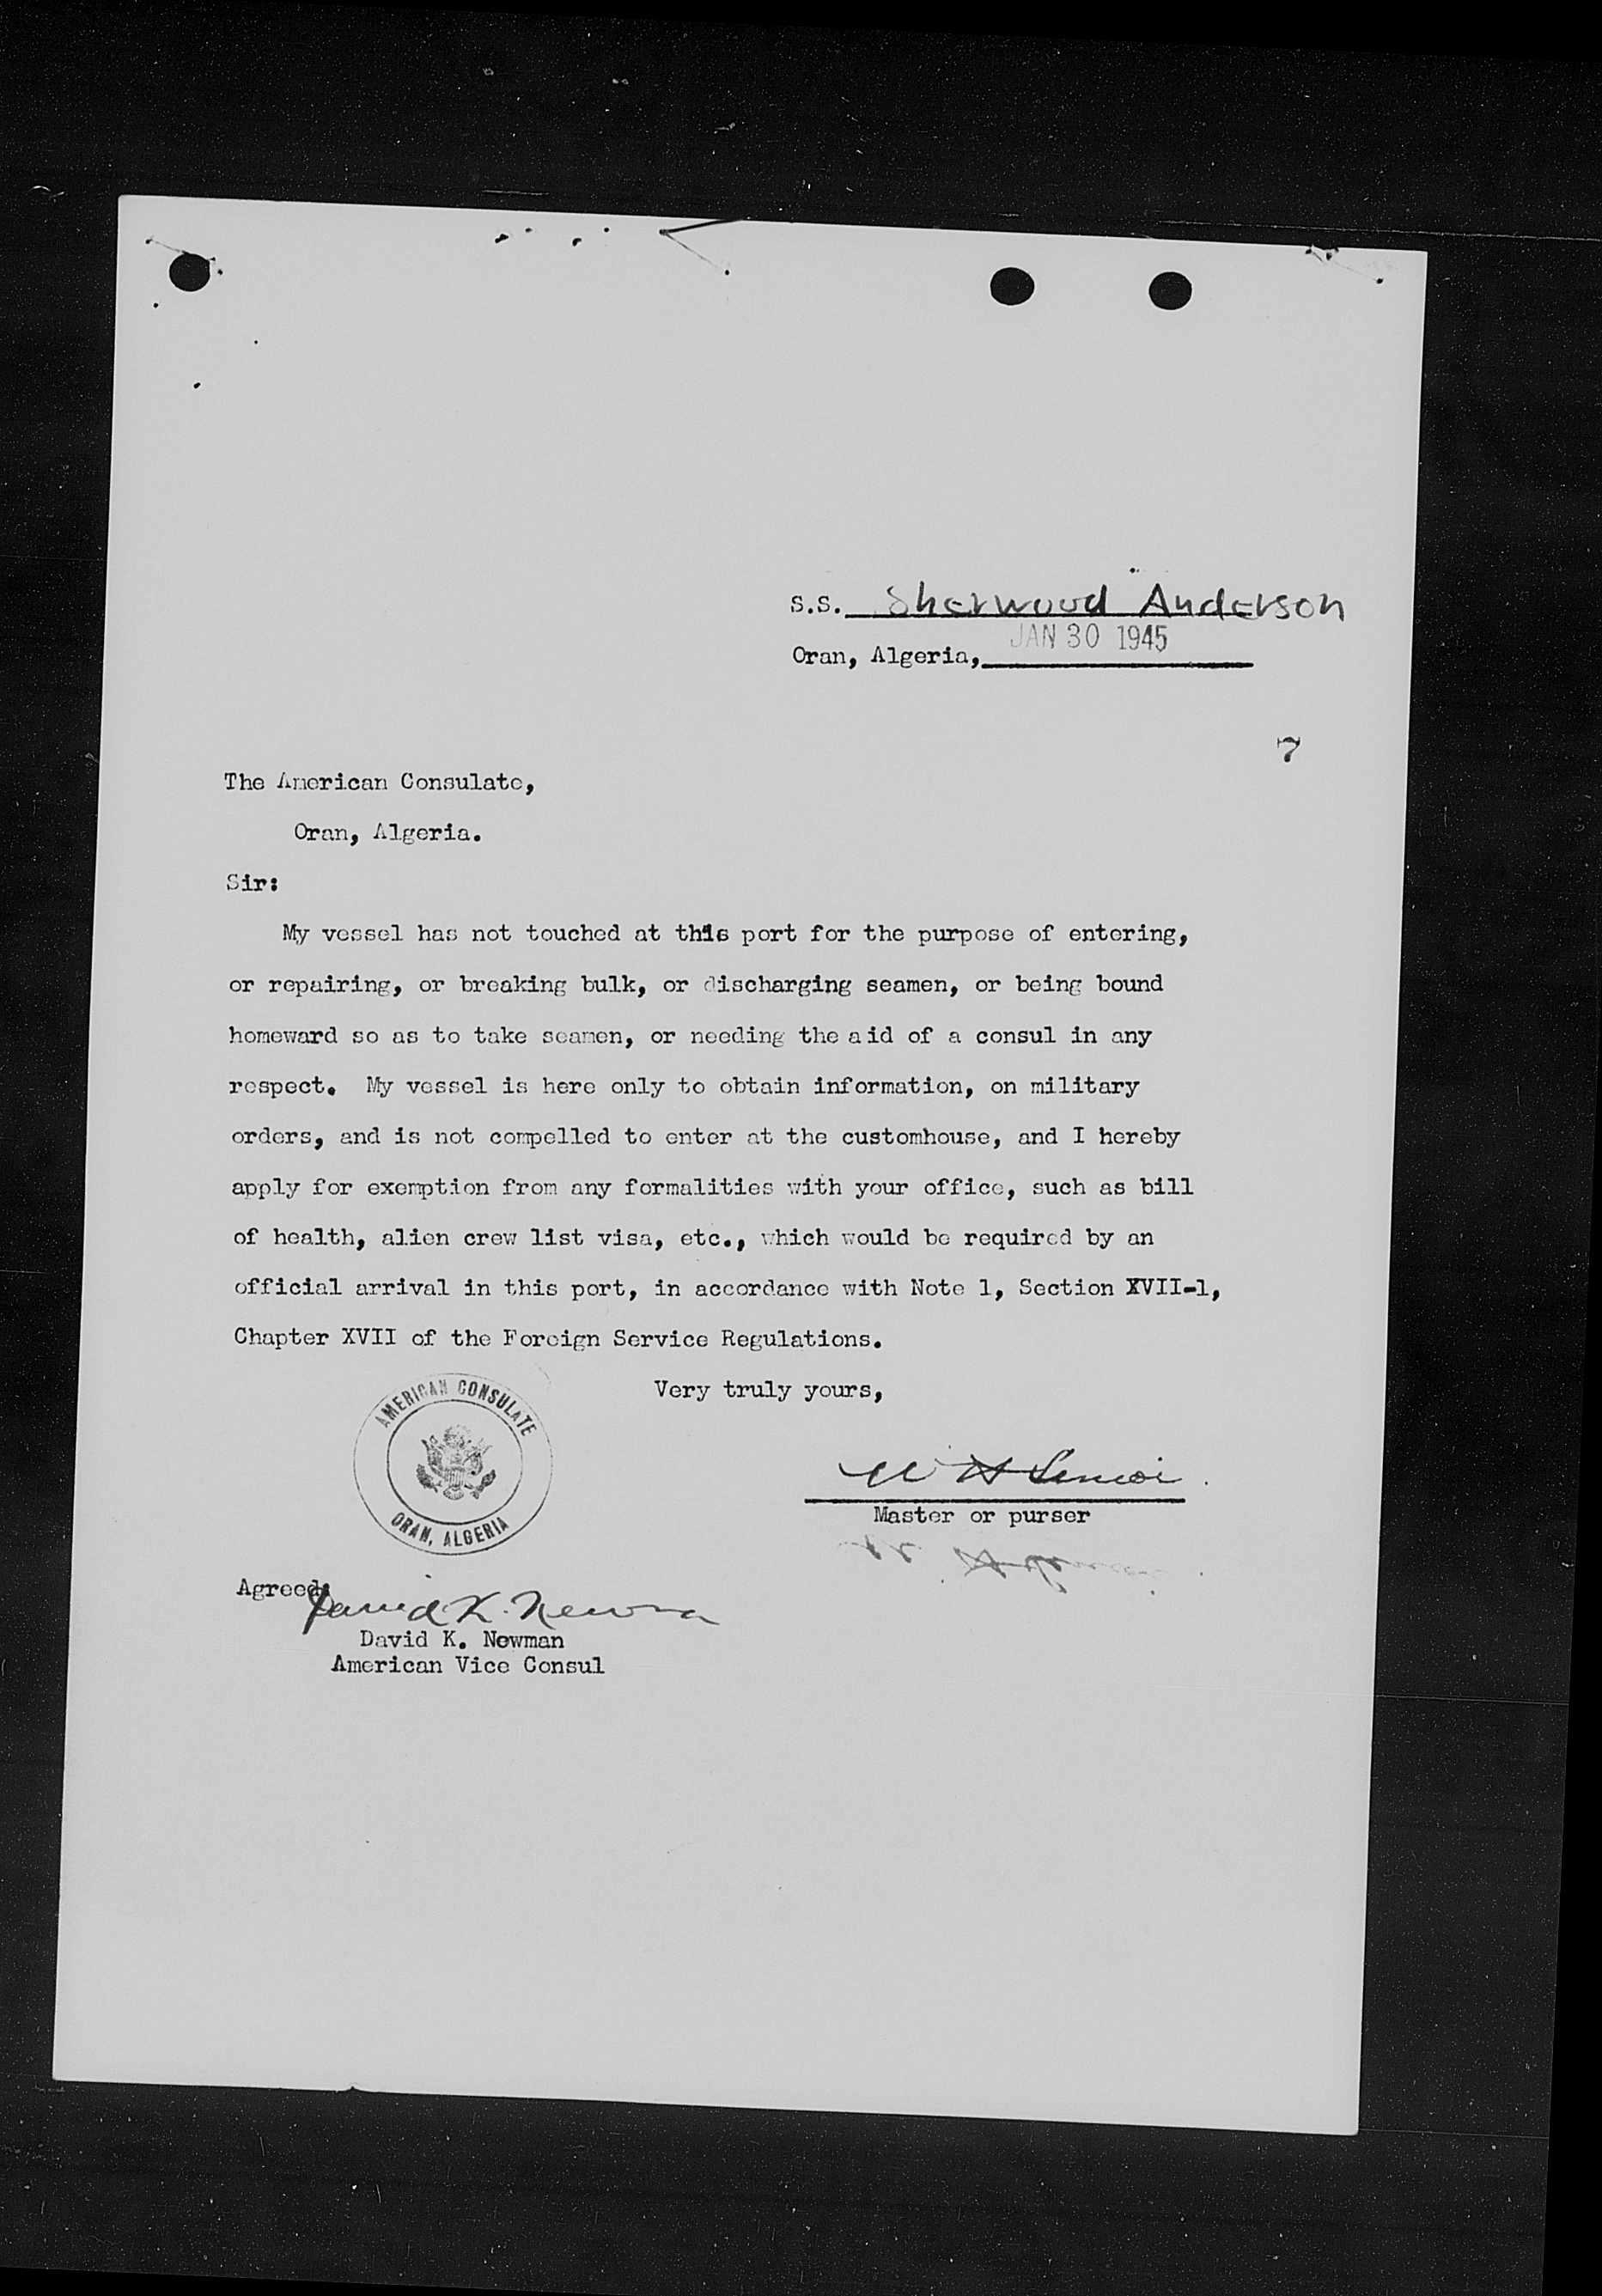 S.S. Sherwood Anderson
JAN 30 1945
Oran, Algeria,
7
The American Consulate,
Oran, Algeria.
Sir:
My vessel has not touched at this port for the purpose of entering,
or repairing, or breaking bulk, or discharging seamen, or being bound
homeward so as to take seamen, or needing the aid of a consul in any
respect. My vessel is here only to obtain information, on military
orders, and is not compelled to enter at the customhouse, and I hereby
apply for exemption from any formalities with your office, such as bill
of health, alien crew list visa, etc., which would be required by an
official arrival in this port, in accordance with Note 1, Section XVII-1,
Chapter XVII of the Foreign Service Regulations.
Very truly yours,
AMERICAN CONSULATE
ORAN, ALGERIA
W H Senior
Master or purser
Agreed:
David K. Newman
David K. Newman
American Vice Consul